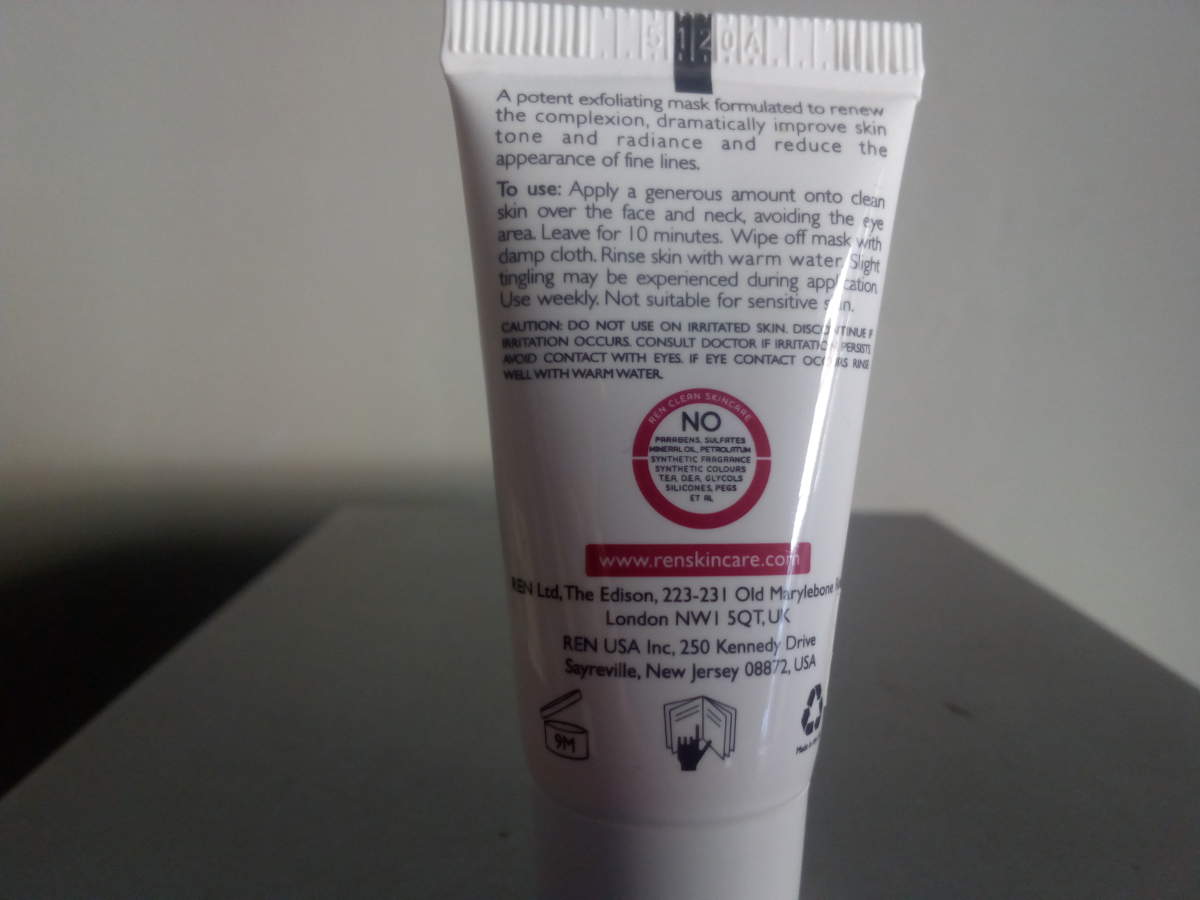 5120A
A potent exfoliating mask formulated to renew
the complexion, dramatically improve skin
tone and radiance and reduce the
appearance of fine lines.
To use: Apply a generous amount onto clean
skin over the face and neck, avoiding the eye
area. Leave for 10 minutes. Wipe off mask with
damp cloth. Rinse skin with warm water. Slight
tingling may be experienced during application.
Use weekly. Not suitable for sensitive skin.
CAUTION: DO NOT USE ON IRRITATED SKIN. DISCONTINUE IF
IRRITATION OCCURS. CONSULT DOCTOR IF IRRITATION PERSISTS.
AVOID CONTACT WITH EYES. IF EYE CONTACT OCCURS RINSE
WELL WITH WARM WATER.
REN CLEAN SKINCARE
NO
PARABENS, SULFATES
MINERAL OIL, PETROLATUM
SYNTHETIC FRAGRANCE
SYNTHETIC COLOURS
T.E.A, D.E.A, GLYCOLS
SILICONES, PEGS
ET AL
www.renskincare.com
REN Ltd, The Edison, 223-231 Old Marylebone
London NW1 5QT, UK
REN USA Inc, 250 Kennedy Drive
Sayreville, New Jersey 08872, USA
9M
Made in